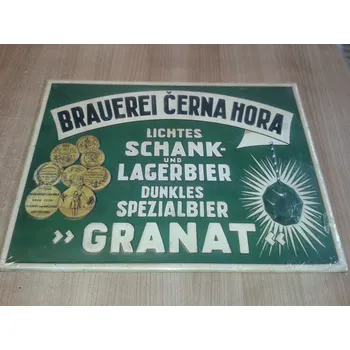 BRAUEREI ČERNA HORA
LICHTES
SCHANK-
UND
LAGERBIER
DUNKLES
SPEZIALBIER
»GRANAT«